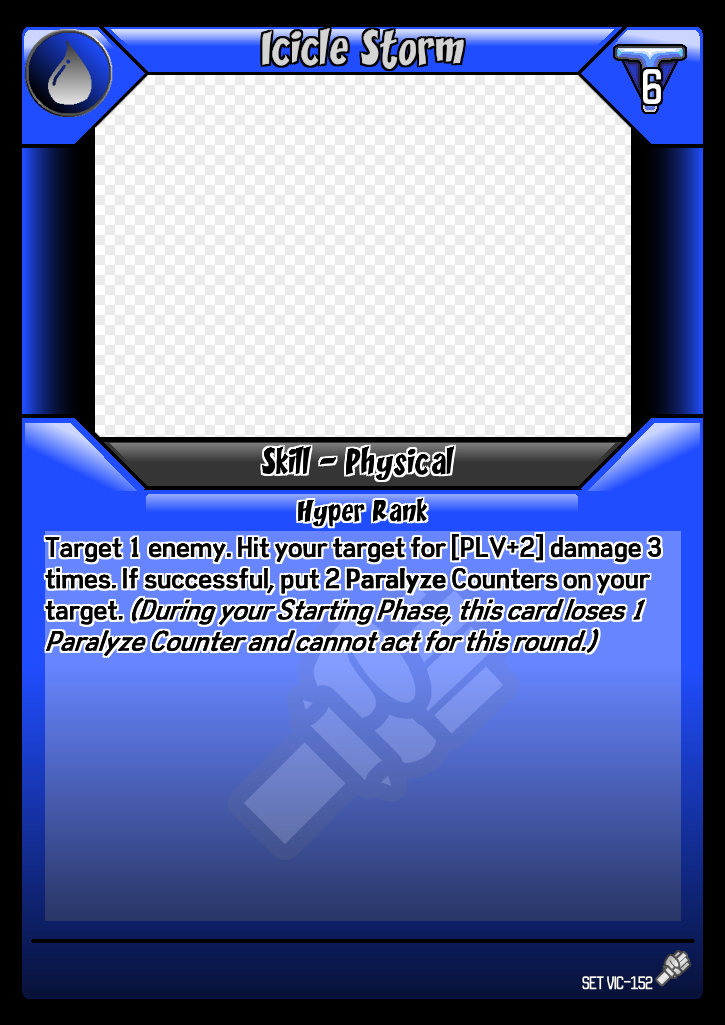 Icicle Storm
6
Skill - Physical
Hyper Rank
Target 1 enemy. Hit your target for [PLV+2] damage 3
times. If successful, put 2 Paralyze Counters on your
target. (During your Starting Phase, this card loses 1
Paralyze Counter and cannot act for this round.)
SET VIC-152